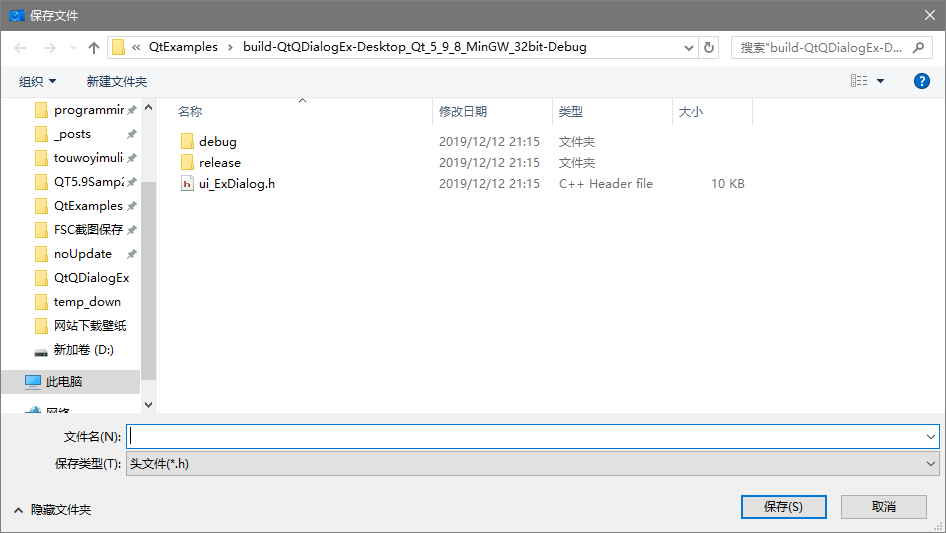 保存文件
« QtExamples › build-QtQDialogEx-Desktop_Qt_5_9_8_MinGW_32bit-Debug
搜索"build-QtQDialogEx-D...
组织 新建文件夹
programmin
_posts
touwoyimuli
QT5.9Samp2
QtExamples
FSC截图保存
noUpdate
QtQDialogEx
temp_down
网站下载壁纸
新加卷 (D:)
此电脑
网络
名称 修改日期 类型 大小
debug 2019/12/12 21:15 文件夹
release 2019/12/12 21:15 文件夹
ui_ExDialog.h 2019/12/12 21:15 C++ Header file 10 KB
文件名(N):
保存类型(T): 头文件(*.h)
隐藏文件夹 保存(S) 取消